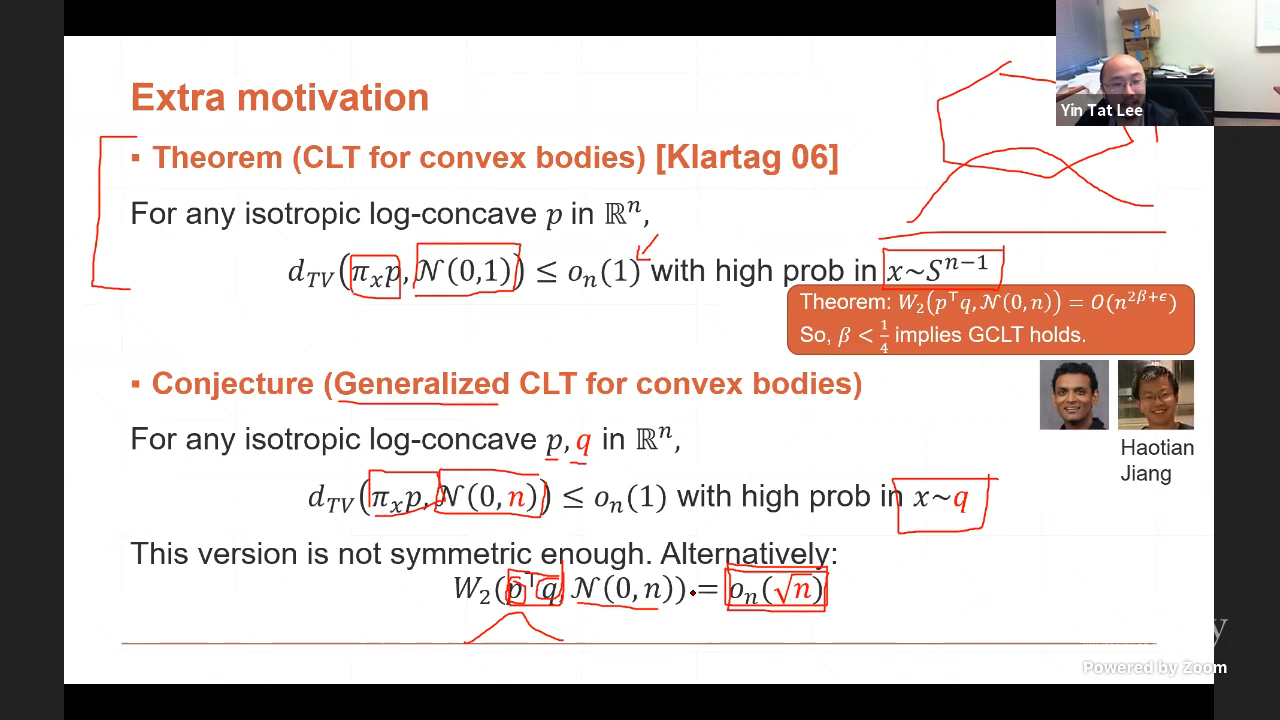 Extra motivation
Yin Tat Lee
▪ Theorem (CLT for convex bodies) [Klartag 06]
For any isotropic log-concave 𝑝 in ℝⁿ,
d_TV(π_x p, 𝒩(0,1)) ≤ o_n(1) with high prob in x~Sⁿ⁻¹
Theorem: W₂(p^⊤q, 𝒩(0, n)) = O(n^{2β+ϵ})
So, β < 1/4 implies GCLT holds.
▪ Conjecture (Generalized CLT for convex bodies)
For any isotropic log-concave p, q in ℝⁿ,
Haotian
Jiang
d_TV(π_x p, 𝒩(0, n)) ≤ o_n(1) with high prob in x~q
This version is not symmetric enough. Alternatively:
W₂(p^⊤q, 𝒩(0, n)) = o_n(√n)
Powered by Zoom